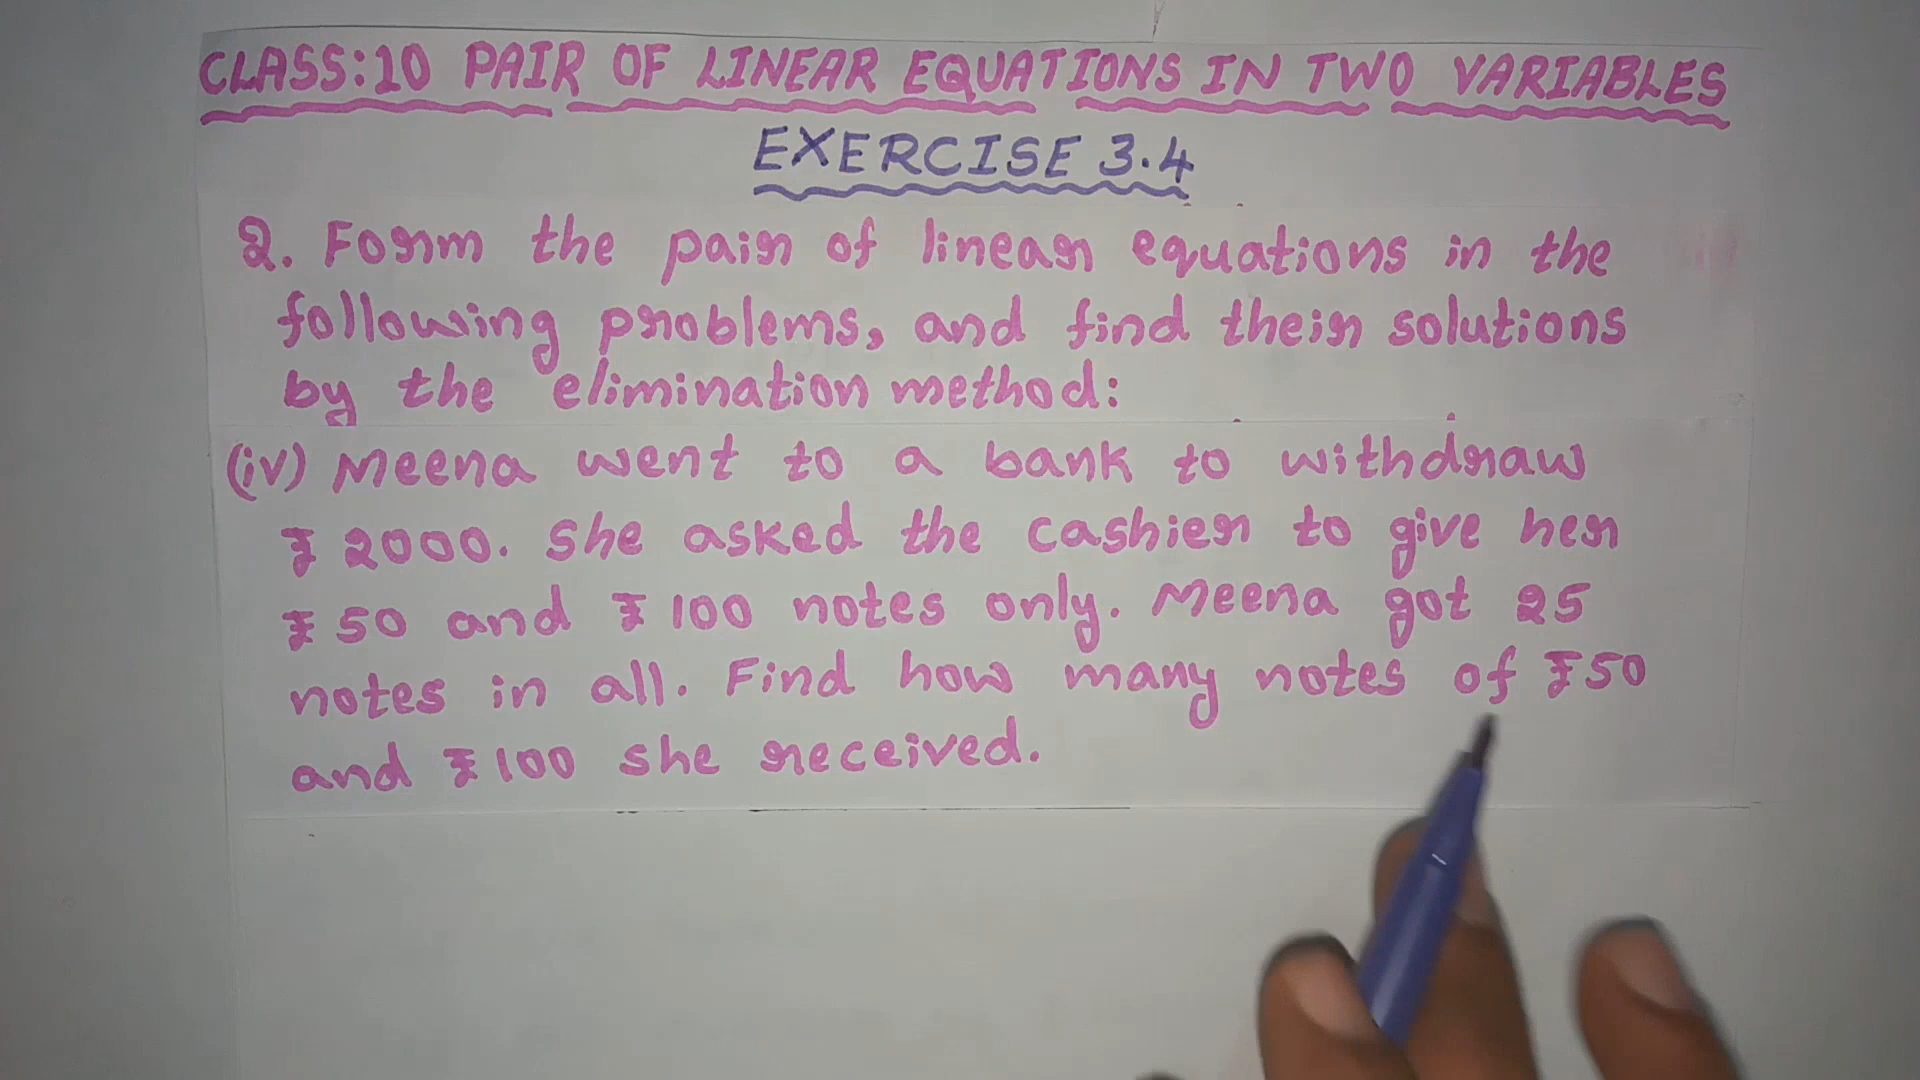 CLASS:10 PAIR OF LINEAR EQUATIONS IN TWO VARIABLES
EXERCISE 3.4
2. Form the pair of linear equations in the
following problems, and find their solutions
by the elimination method:
(iv) Meena went to a bank to withdraw
₹ 2000. She asked the cashier to give her
₹ 50 and ₹ 100 notes only. Meena got 25
notes in all. Find how many notes of ₹50
and ₹100 she received.